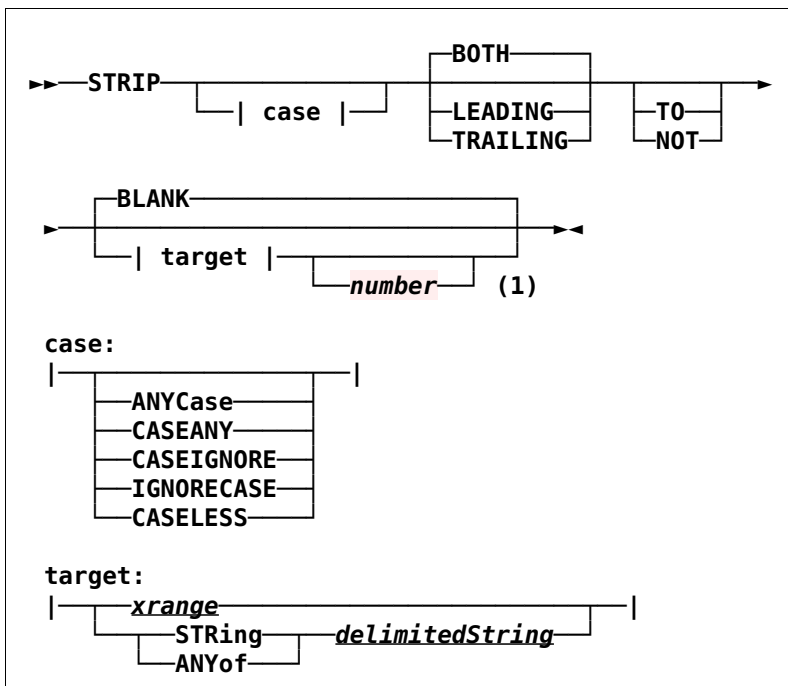 BOTH
STRIP
| case | LEADING TO
TRAILING NOT
BLANK
| target |
number (1)
case:
ANYCase
CASEANY
CASEIGNORE
IGNORECASE
CASELESS
target:
xrange
STRing delimitedString
ANYof